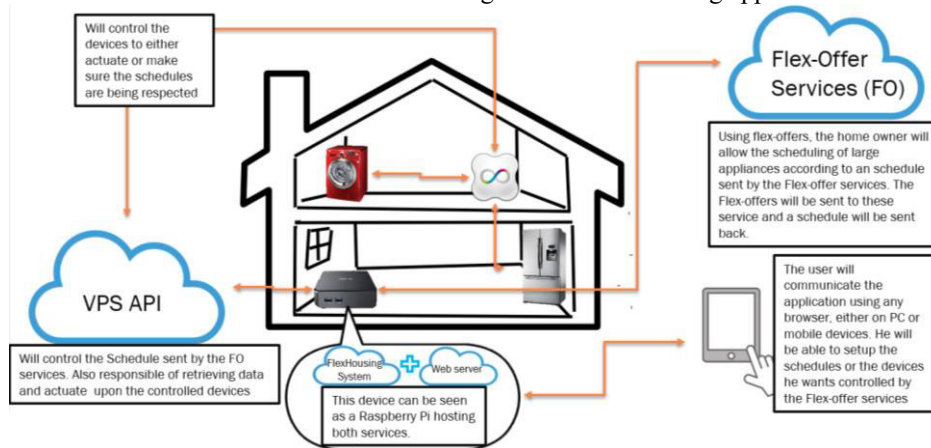 Will control the
devices to either
actuate or make
sure the schedules
are being respected
Flex-Offer
Services (FO)
Using flex-offers, the home owner will
allow the scheduling of large
appliances according to an schedule
sent by the Flex-offer services. The
Flex-offers will be sent to these
service and a schedule will be sent
back.
VPS API
Will control the Schedule sent by the FO
services. Also responsible of retrieving data
and actuate upon the controlled devices
FlexHousing
System
Web server
This device can be seen
as a Raspberry Pi hosting
both services.
The user will
communicate the
application using any
browser, either on PC or
mobile devices. He will
be able to setup the
schedules or the devices
he wants controlled by
the Flex-offer services